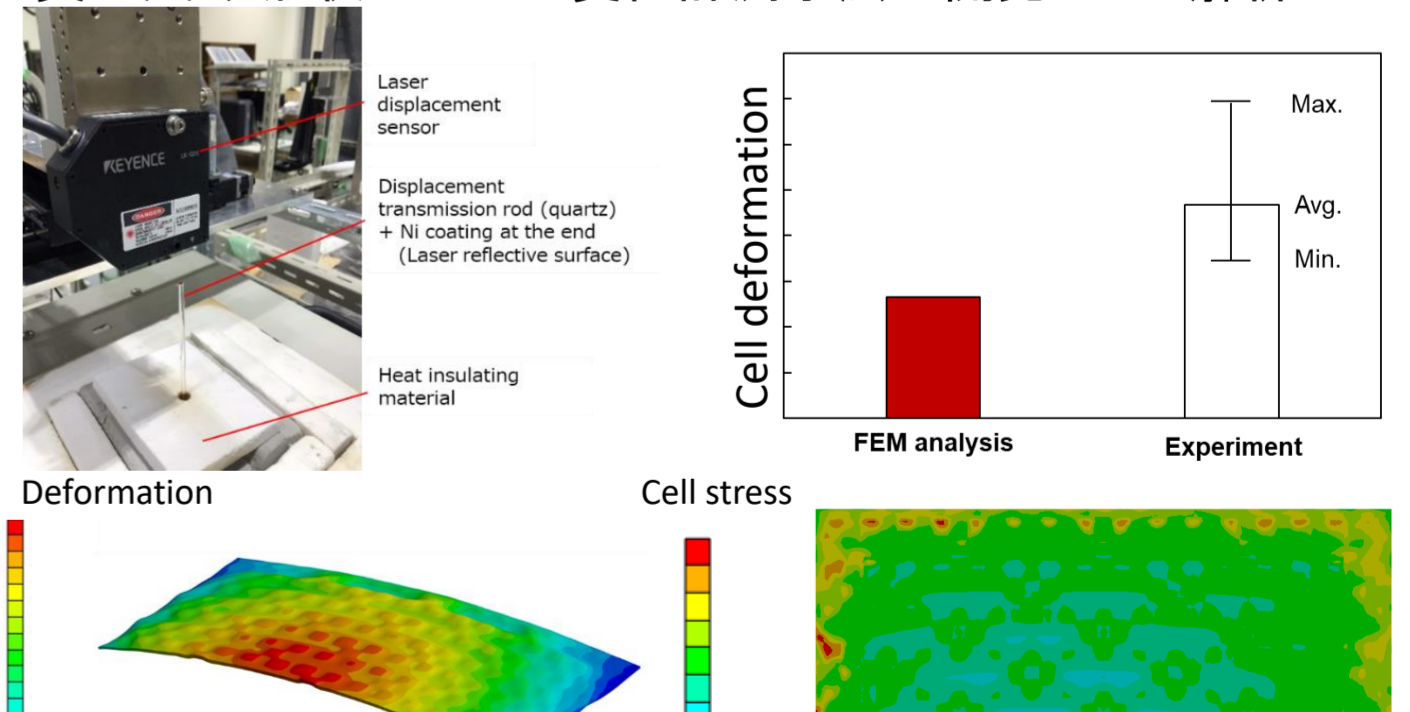 Laser
displacement
sensor
KEYENCE
DANGER
Displacement
transmission rod (quartz)
+ Ni coating at the end
(Laser reflective surface)
Heat insulating
material
Cell deformation
Max.
Avg.
Min.
FEM analysis
Experiment
Deformation
Cell stress